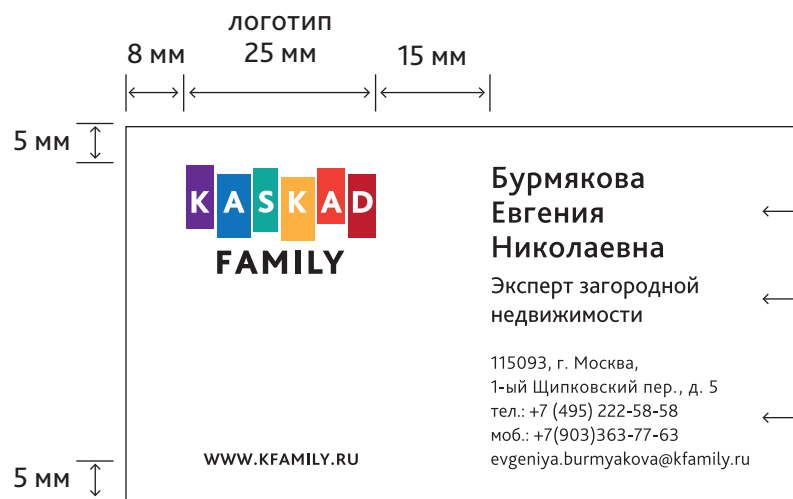 логотип
8 мм 25 мм 15 мм
5 мм
KASKAD
FAMILY
Бурмякова
Евгения
Николаевна
Эксперт загородной
недвижимости
115093, г. Москва,
1-ый Щипковский пер., д. 5
тел.: +7 (495) 222-58-58
моб.: +7(903)363-77-63
WWW.KFAMILY.RU
evgeniya.burmyakova@kfamily.ru
5 мм